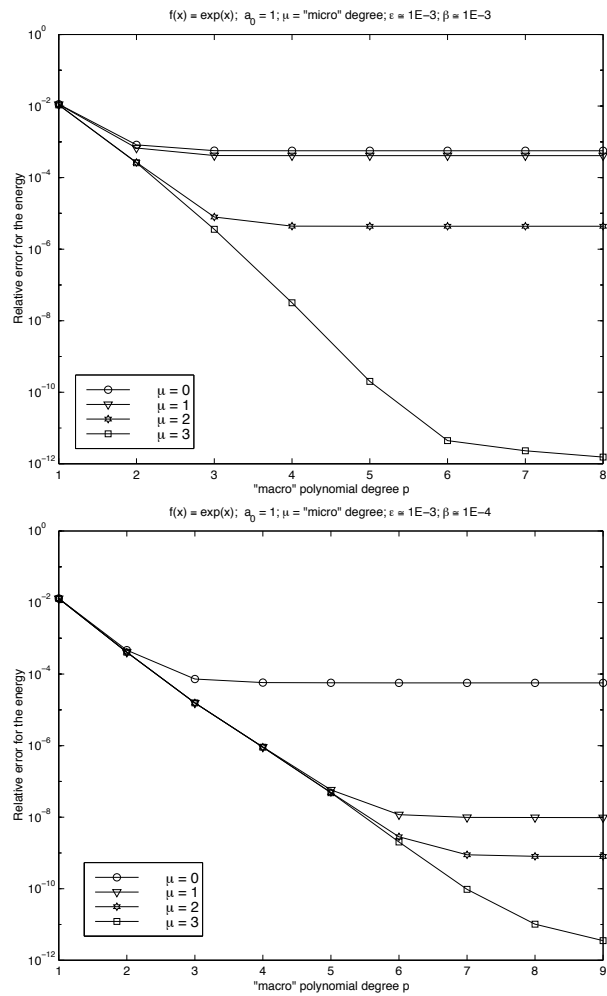 f(x) = exp(x); a0 = 1; μ = "micro" degree; ε ≃ 1E−3; β ≃ 1E−3
Relative error for the energy
10^0
10^−2
10^−4
10^−6
10^−8
10^−10
10^−12
μ = 0
μ = 1
μ = 2
μ = 3
1 2 3 4 5 6 7 8
"macro" polynomial degree p
f(x) = exp(x); a0 = 1; μ = "micro" degree; ε ≃ 1E−3; β ≃ 1E−4
Relative error for the energy
10^0
10^−2
10^−4
10^−6
10^−8
10^−10
10^−12
μ = 0
μ = 1
μ = 2
μ = 3
1 2 3 4 5 6 7 8 9
"macro" polynomial degree p